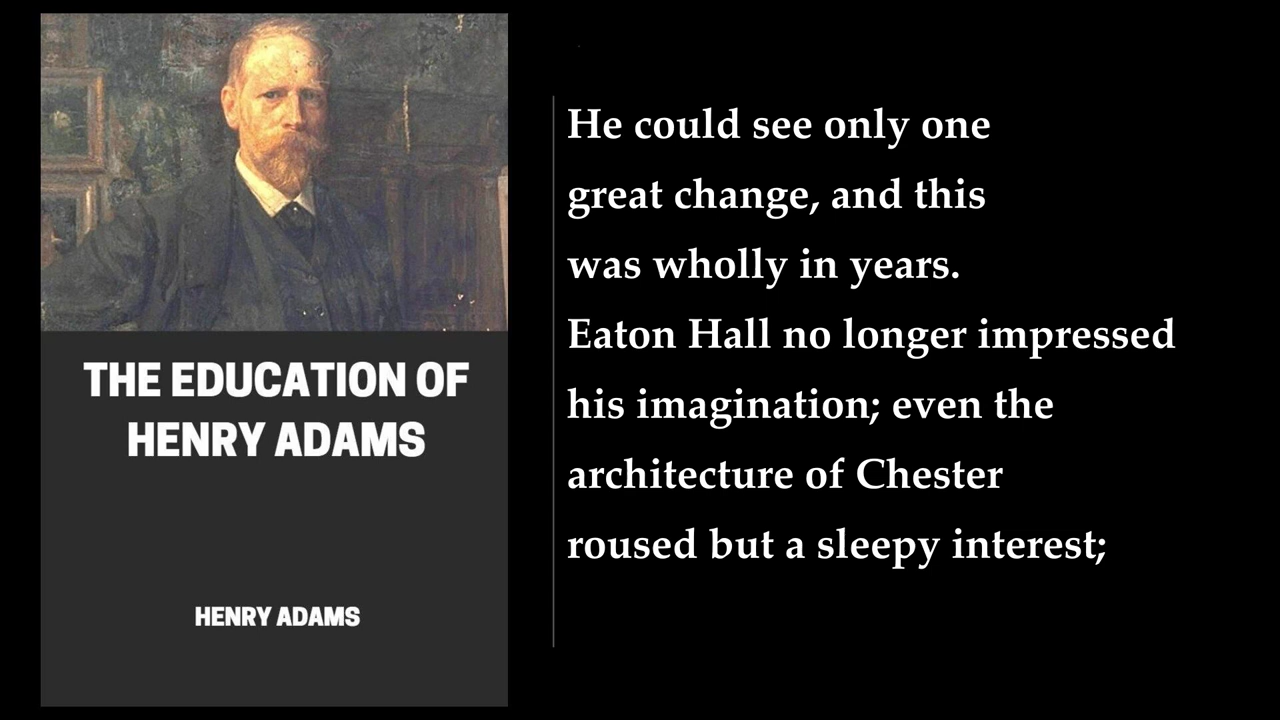 THE EDUCATION OF
HENRY ADAMS
HENRY ADAMS
He could see only one
great change, and this
was wholly in years.
Eaton Hall no longer impressed
his imagination; even the
architecture of Chester
roused but a sleepy interest;